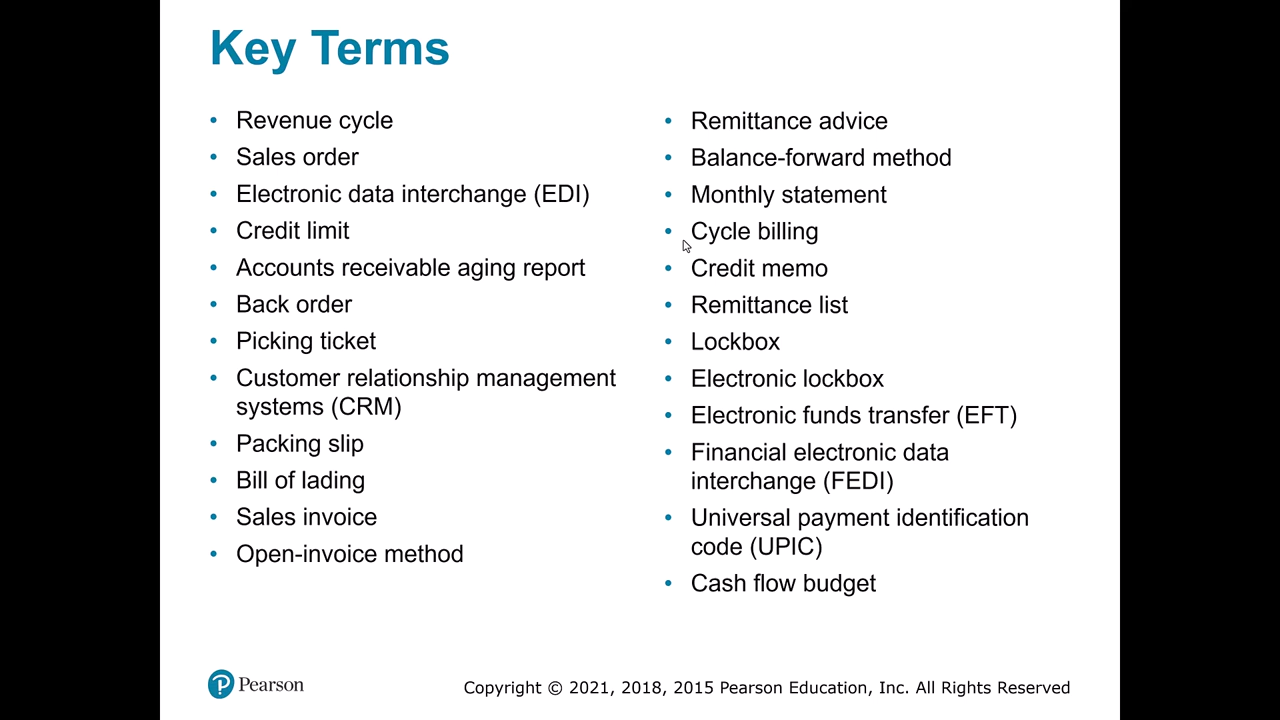 Key Terms
• Revenue cycle
• Sales order
• Electronic data interchange (EDI)
• Credit limit
• Accounts receivable aging report
• Back order
• Picking ticket
• Customer relationship management
systems (CRM)
• Packing slip
• Bill of lading
• Sales invoice
• Open-invoice method
• Remittance advice
• Balance-forward method
• Monthly statement
• Cycle billing
• Credit memo
• Remittance list
• Lockbox
• Electronic lockbox
• Electronic funds transfer (EFT)
• Financial electronic data
interchange (FEDI)
• Universal payment identification
code (UPIC)
• Cash flow budget
P Pearson
Copyright © 2021, 2018, 2015 Pearson Education, Inc. All Rights Reserved